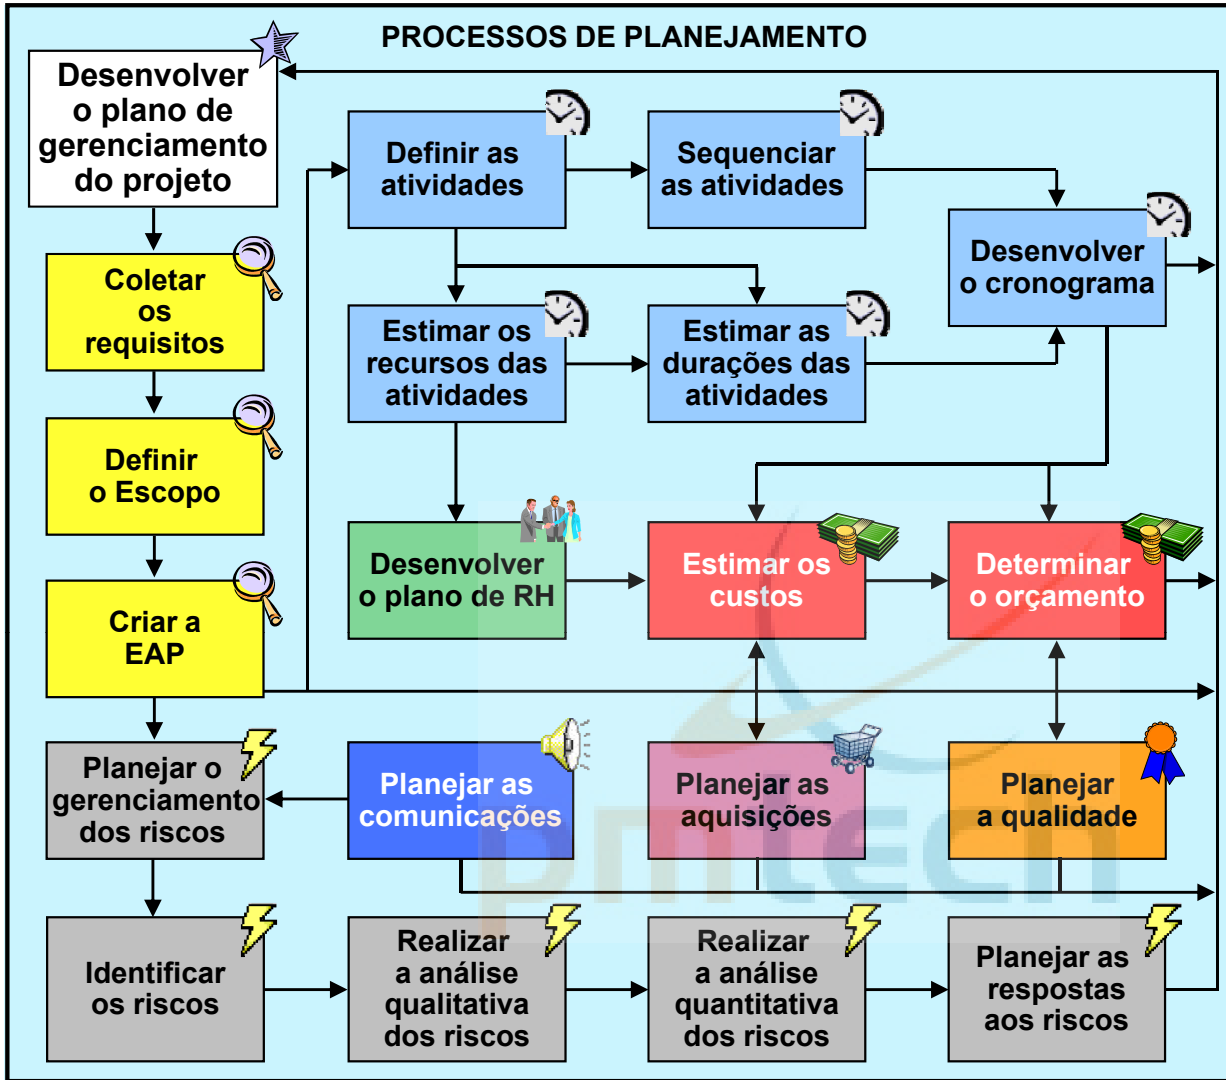 PROCESSOS DE PLANEJAMENTO
Desenvolver
o plano de
gerenciamento
do projeto
Definir as
atividades
Sequenciar
as atividades
Desenvolver
o cronograma
Coletar
os
requisitos
Estimar os
recursos das
atividades
Estimar as
durações das
atividades
Definir
o Escopo
Desenvolver
o plano de RH
Estimar os
custos
Determinar
o orçamento
Criar a
EAP
Planejar o
gerenciamento
dos riscos
Planejar as
comunicações
Planejar as
aquisições
Planejar
a qualidade
pmtech
Identificar
os riscos
Realizar
a análise
qualitativa
dos riscos
Realizar
a análise
quantitativa
dos riscos
Planejar as
respostas
aos riscos